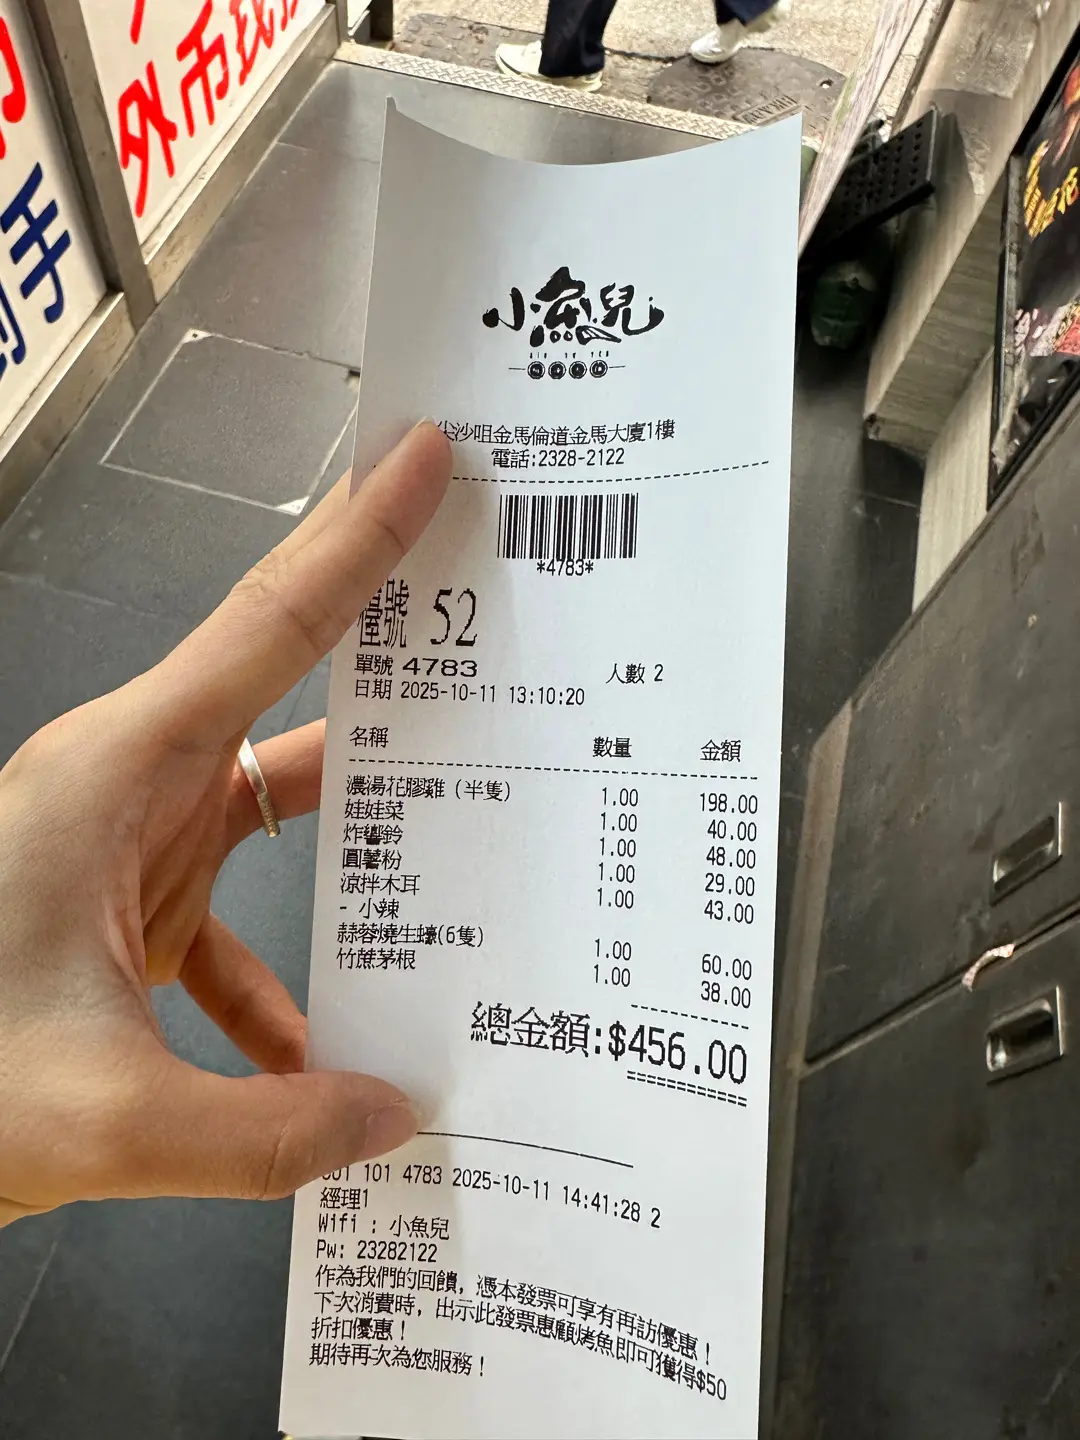 外币找
手
小魚兒
尖沙咀金馬倫道金馬大廈1樓
電話:2328-2122
*4783*
檯號 52
單號 4783
人數 2
日期 2025-10-11 13:10:20
名稱 數量 金額
濃湯花膠雞 (半隻) 1.00 198.00
娃娃菜 1.00 40.00
炸響鈴 1.00 48.00
圓薯粉 1.00 29.00
涼拌木耳 1.00 43.00
- 小辣
蒜蓉燒生蠔(6隻) 1.00 60.00
竹蔗茅根 1.00 38.00
總金額:$456.00
001 101 4783 2025-10-11 14:41:28 2
經理1
Wifi : 小魚兒
Pw: 23282122
作為我們的回饋, 憑本發票可享有再訪優惠!
下次消費時, 出示此發票惠顧烤魚即可獲得$50
折扣優惠!
期待再次為您服務!